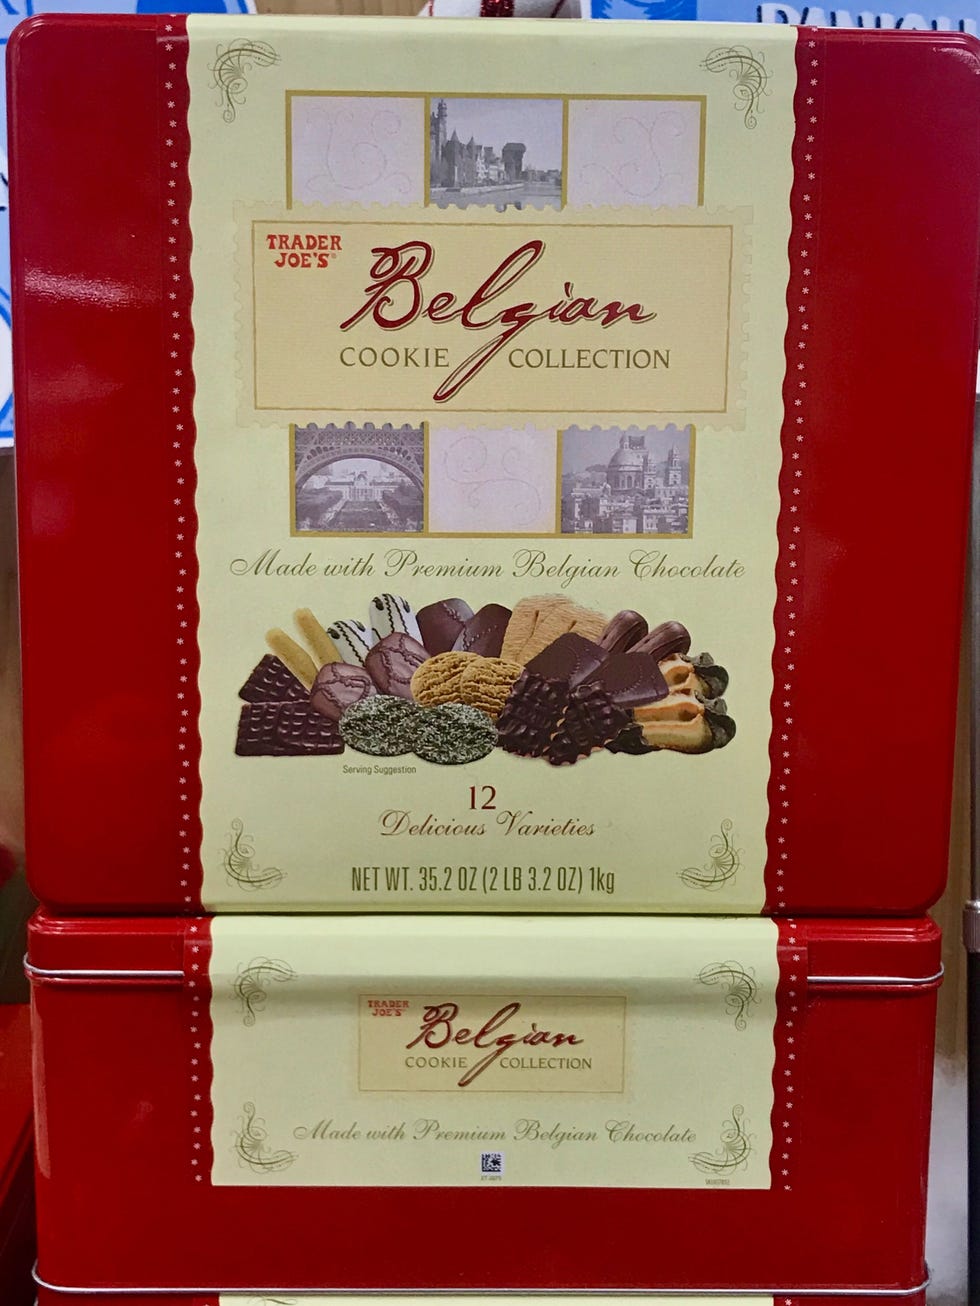 TRADER
JOE'S®
Belgian
COOKIE COLLECTION
Made with Premium Belgian Chocolate
Serving Suggestion
12
Delicious Varieties
NET WT. 35.2 OZ (2 LB 3.2 OZ) 1kg
TRADER
JOE'S
Belgian
COOKIE COLLECTION
Made with Premium Belgian Chocolate